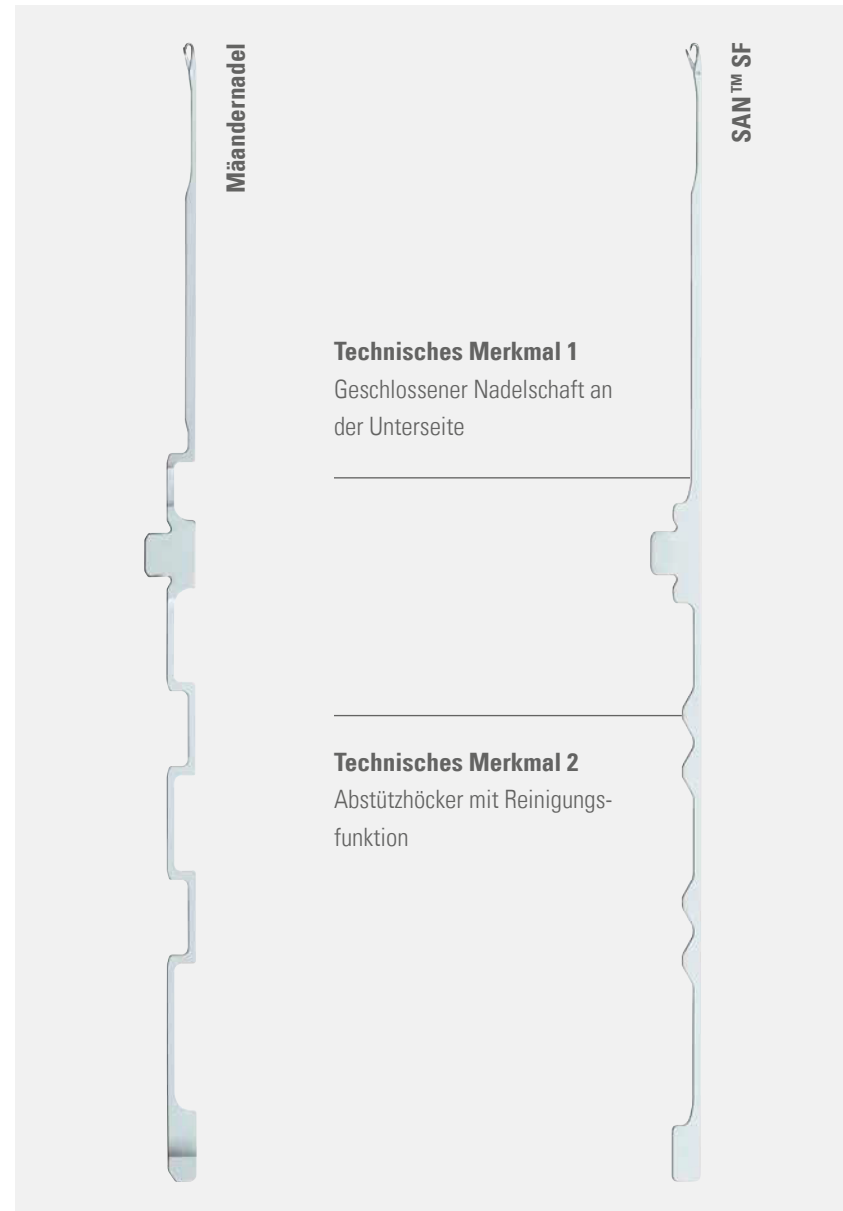 Mäandernadel
SAN™ SF
Technisches Merkmal 1
Geschlossener Nadelschaft an
der Unterseite
Technisches Merkmal 2
Abstützhöcker mit Reinigungs-
funktion